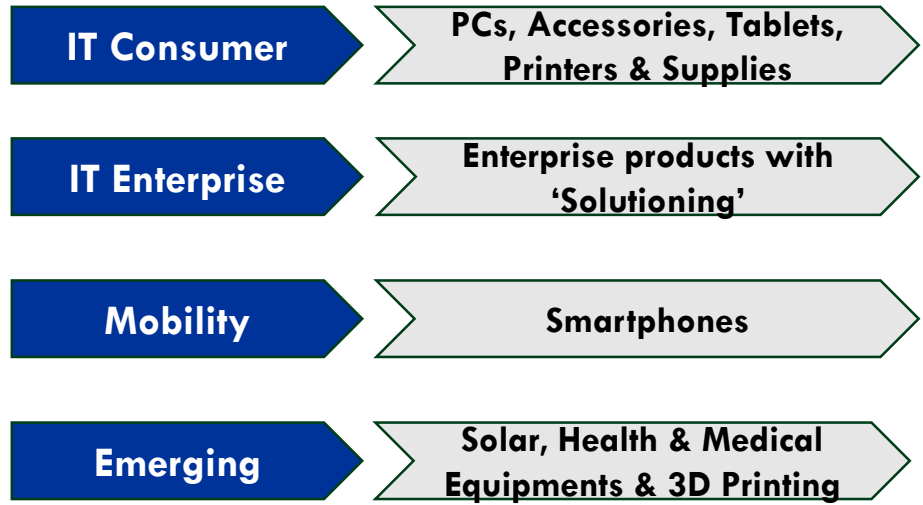 IT Consumer
PCs, Accessories, Tablets,
Printers & Supplies
IT Enterprise
Enterprise products with
‘Solutioning’
Mobility
Smartphones
Emerging
Solar, Health & Medical
Equipments & 3D Printing